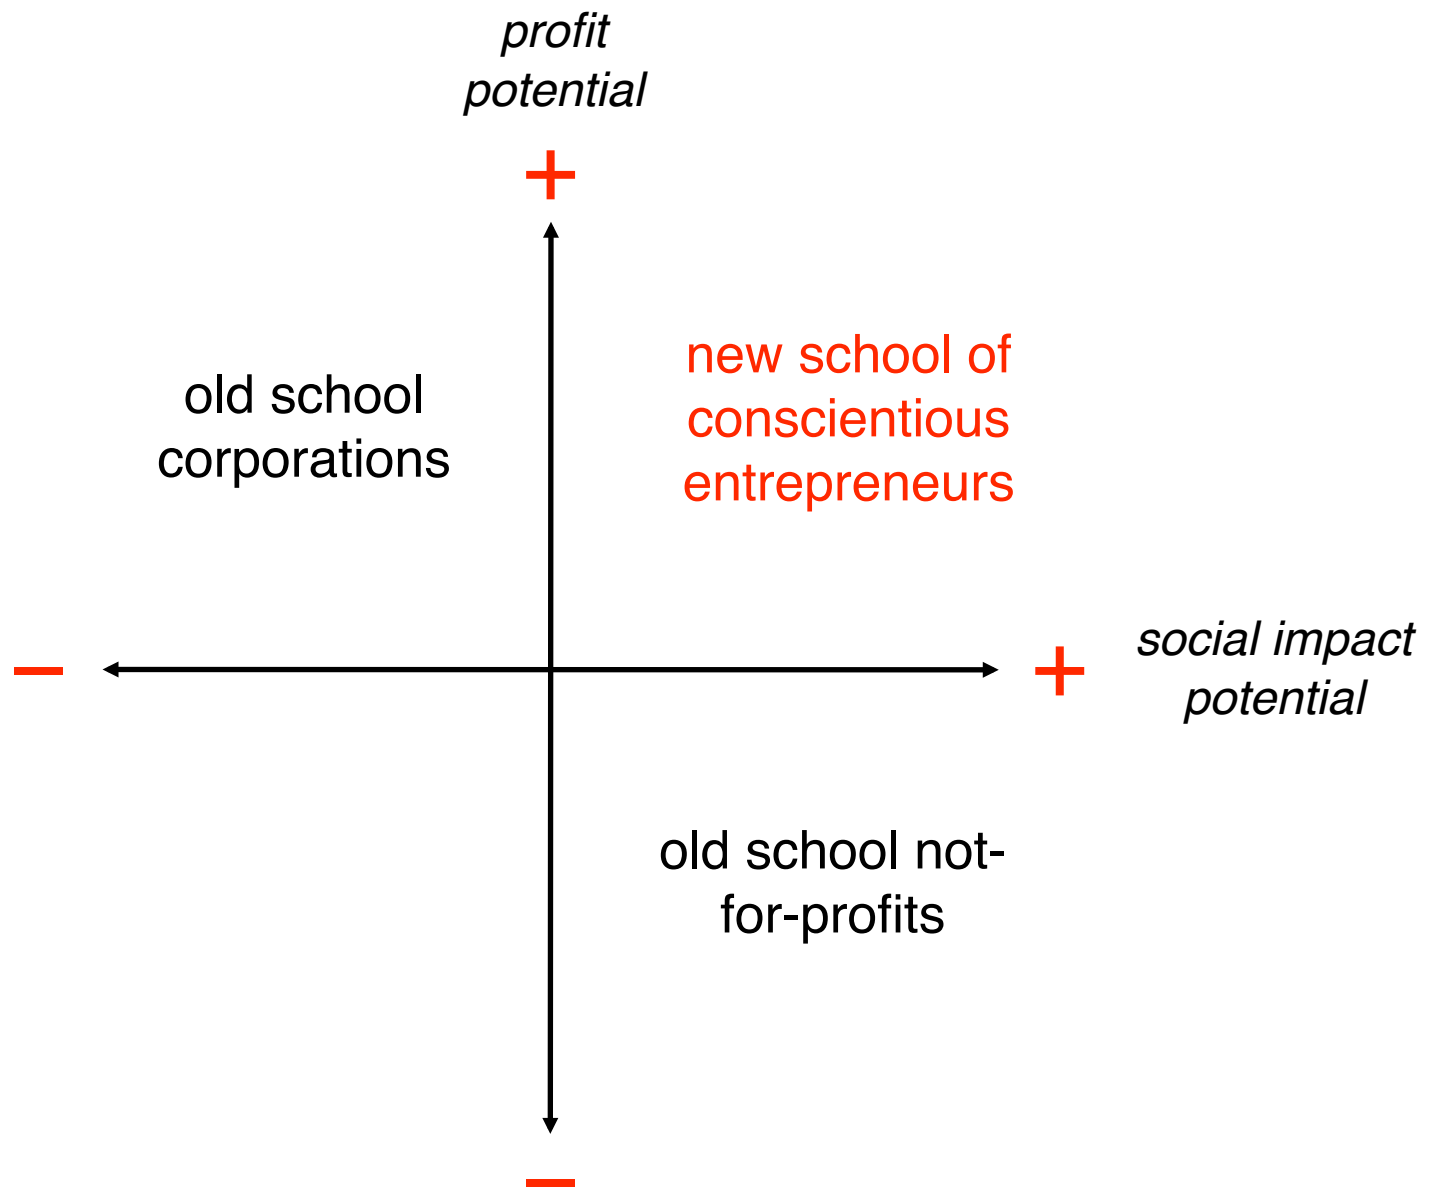 profit
potential
+
new school of
conscientious
entrepreneurs
old school
corporations
–
+
social impact
potential
old school not-
for-profits
–